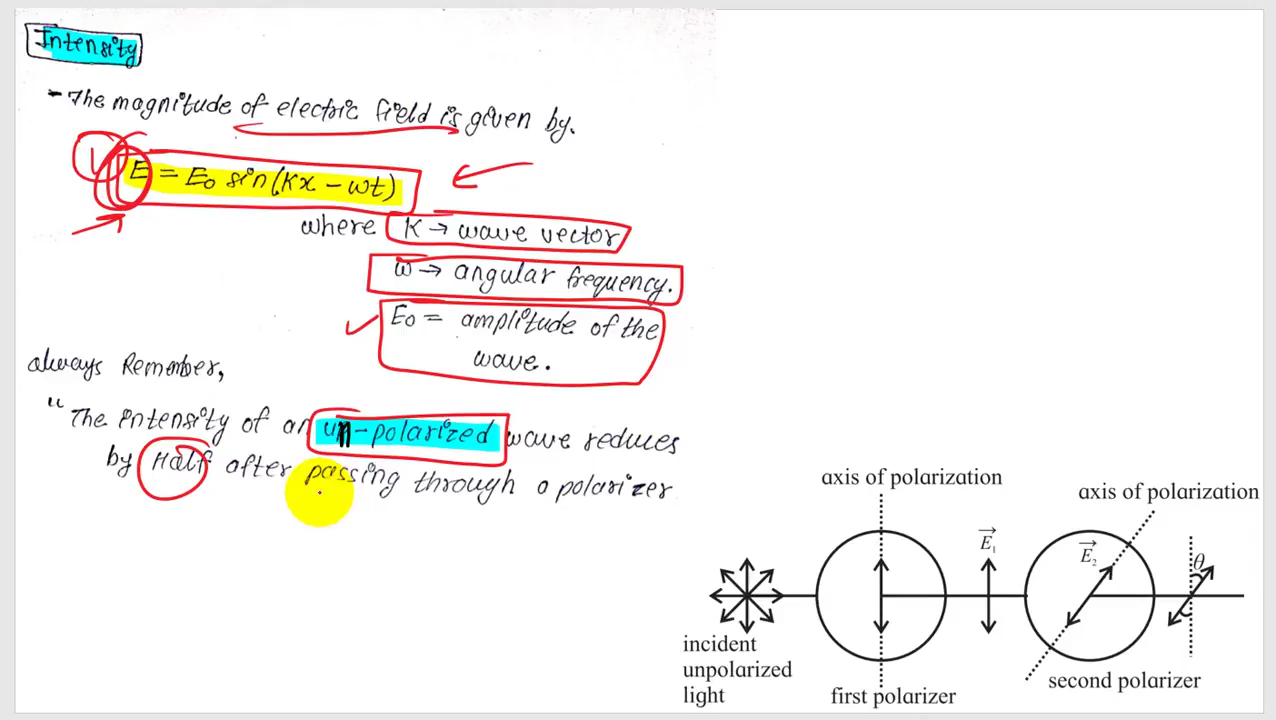 Intensity
- The magnitude of electric field is given by.
1
E = E₀ sin(Kx - ωt)
where K → wave vector
ω → angular frequency.
E₀ = amplitude of the
wave.
always Remember,
" The intensity of an un-polarized wave reduces
by Half after passing through a polarizer
axis of polarization
axis of polarization
E₁
E₂
θ
incident
unpolarized
light
first polarizer
second polarizer